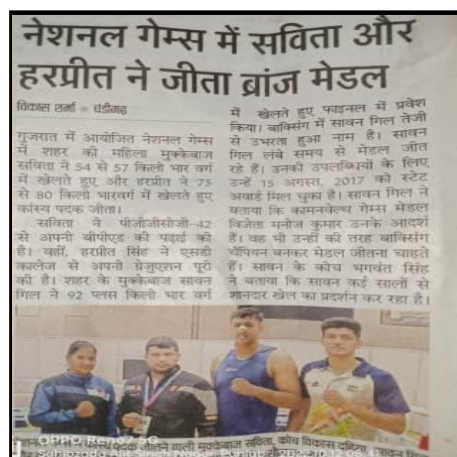 नेशनल गेम्स में सविता और
हरप्रीत ने जीता ब्रांज मेडल
विकास शर्मा चंडीगढ़
गुजरात में आयोजित नेशनल गेम्स
में शहर की महिला मुक्केबाज
सविता ने 54 से 57 किलो भार वर्ग
में खेलते हुए और हरप्रीत ने 75
से 80 किलो भारवर्ग में खेलते हुए
कांस्य पदक जीता।
सविता ने पीजीजीसीजी-42
से अपनी बीपीएड की पढ़ाई की
है। वहीं, हरप्रीत सिंह ने एसडी
कालेज से अपनी ग्रेजुएशन पूरी
की है। शहर के मुक्केबाज सावन
गिल ने 92 प्लस किलो भार वर्ग
में खेलते हुए फाइनल में प्रवेश
किया। बाक्सिंग में सावन गिल तेजी
से उभरता हुआ नाम है। सावन
गिल लंबे समय से मेडल जीत
रहे हैं। उनकी उपलब्धियों के लिए
उन्हें 15 अगस्त, 2017 को स्टेट
अवार्ड मिल चुका है। सावन गिल ने
बताया कि कामनवेल्थ गेम्स मेडल
विजेता मनोज कुमार उनके आदर्श
हैं। वह भी उन्हीं की तरह बाक्सिंग
चैंपियन बनकर मेडल जीतना चाहते
हैं। सावन के कोच भगवंत सिंह
ने बताया कि सावन कई सालों से
शानदार खेल का प्रदर्शन कर रहा है।
पदक जीतने वाली मुक्केबाज सविता, कोच विकास
OPPO Reno7 5G